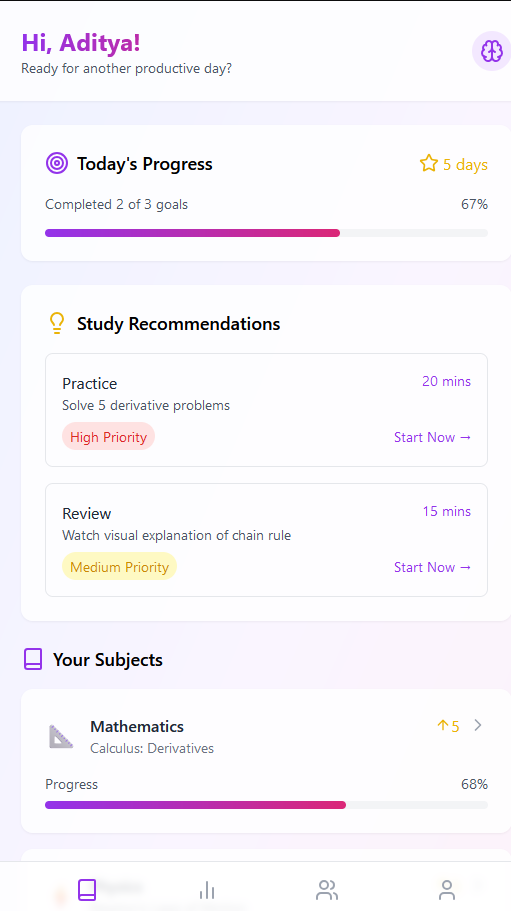 Hi, Aditya!
Ready for another productive day?
Today's Progress
5 days
Completed 2 of 3 goals
67%
Study Recommendations
Practice
20 mins
Solve 5 derivative problems
High Priority
Start Now →
Review
15 mins
Watch visual explanation of chain rule
Medium Priority
Start Now →
Your Subjects
Mathematics
↑5
Calculus: Derivatives
Progress
68%